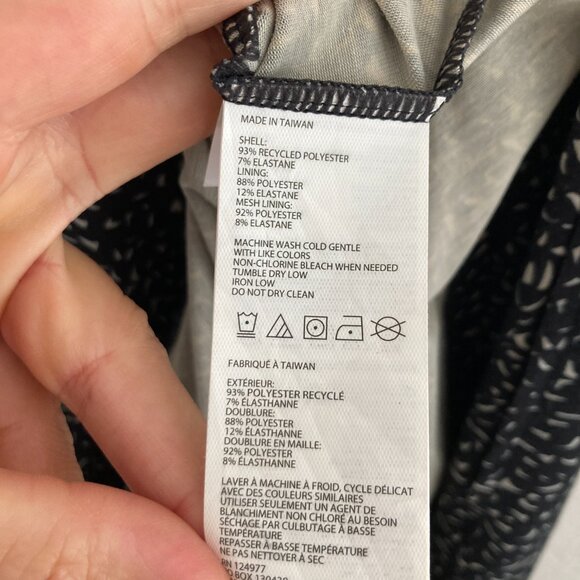 MADE IN TAIWAN
SHELL:
93% RECYCLED POLYESTER
7% ELASTANE
LINING:
88% POLYESTER
12% ELASTANE
MESH LINING:
92% POLYESTER
8% ELASTANE
MACHINE WASH COLD GENTLE
WITH LIKE COLORS
NON-CHLORINE BLEACH WHEN NEEDED
TUMBLE DRY LOW
IRON LOW
DO NOT DRY CLEAN
FABRIQUÉ À TAIWAN
EXTÉRIEUR:
93% POLYESTER RECYCLÉ
7% ÉLASTHANNE
DOUBLURE:
88% POLYESTER
12% ÉLASTHANNE
DOUBLURE EN MAILLE:
92% POLYESTER
8% ÉLASTHANNE
LAVER À MACHINE À FROID, CYCLE DÉLICAT
AVEC DES COULEURS SIMILAIRES
UTILISER SEULEMENT UN AGENT DE
BLANCHIMENT NON CHLORÉ AU BESOIN
SÉCHAGE PAR CULBUTAGE À BASSE
TEMPÉRATURE
REPASSER À BASSE TEMPÉRATURE
NE PAS NETTOYER À SEC
RN 124977
PO BOX 130420